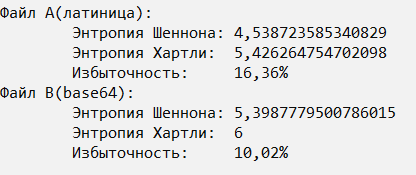 Файл А(латиница):
Энтропия Шеннона: 4,538723585340829
Энтропия Хартли: 5,426264754702098
Избыточность: 16,36%
Файл В(base64):
Энтропия Шеннона: 5,3987779500786015
Энтропия Хартли: 6
Избыточность: 10,02%